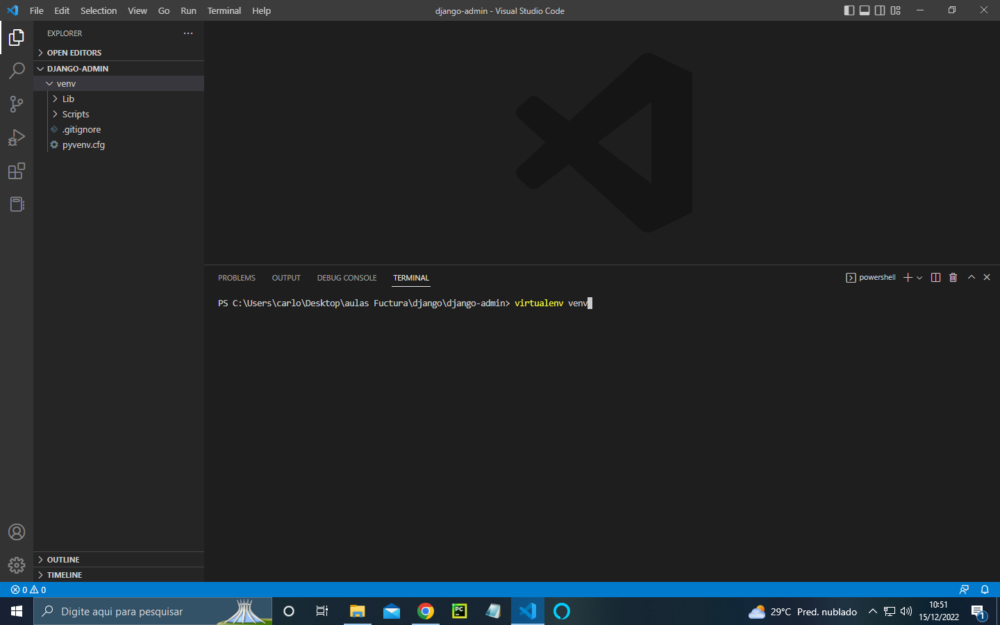 File Edit Selection View Go Run Terminal Help
django-admin - Visual Studio Code
EXPLORER
OPEN EDITORS
DJANGO-ADMIN
venv
Lib
Scripts
.gitignore
pyvenv.cfg
OUTLINE
TIMELINE
PROBLEMS OUTPUT DEBUG CONSOLE TERMINAL
powershell
PS C:\Users\carlo\Desktop\aulas Fuctura\django\django-admin> virtualenv venv
0 0
Digite aqui para pesquisar
PC
29°C Pred. nublado
10:51
15/12/2022
1